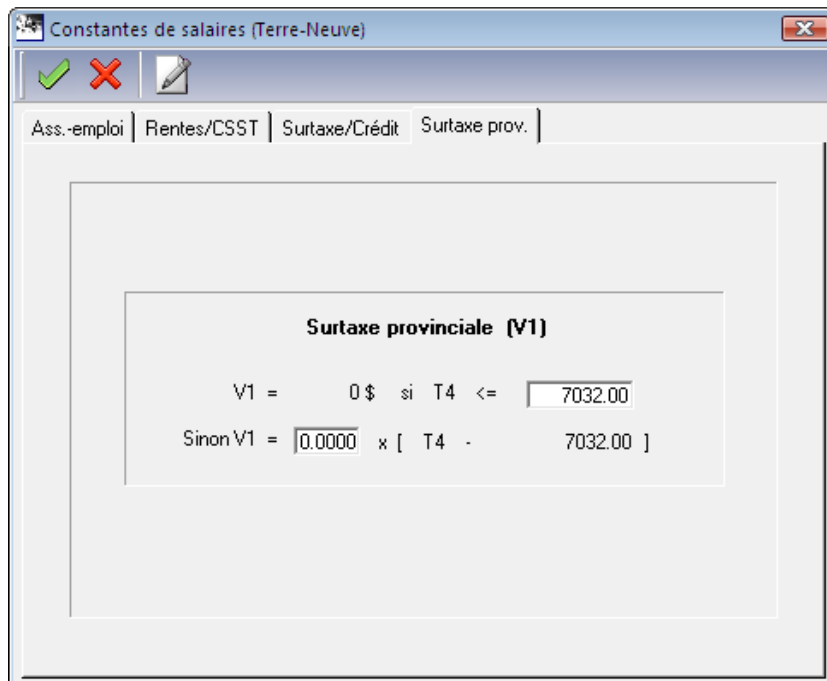 Constantes de salaires (Terre-Neuve)
Ass.-emploi Rentes/CSST Surtaxe/Crédit Surtaxe prov.
Surtaxe provinciale (V1)
V1 = 0 $ si T4 <= 7032.00
Sinon V1 = 0.0000 x [ T4 - 7032.00 ]